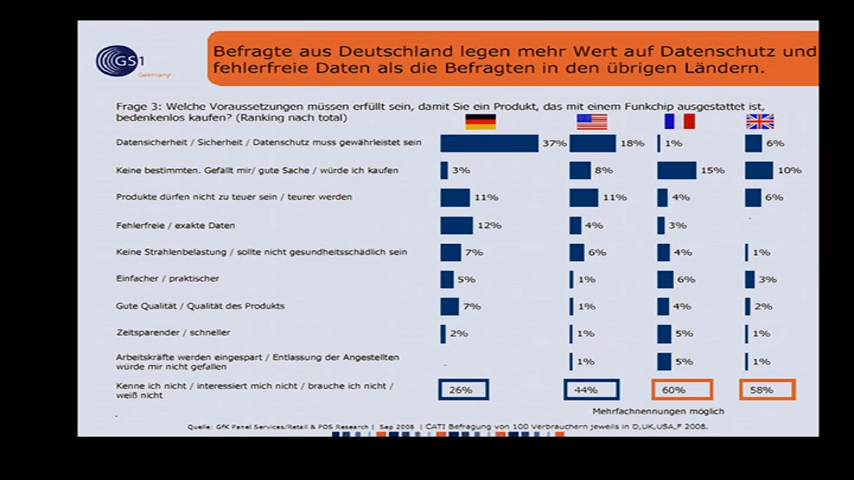 GS1
Germany
Befragte aus Deutschland legen mehr Wert auf Datenschutz und
fehlerfreie Daten als die Befragten in den übrigen Ländern.
Frage 3: Welche Voraussetzungen müssen erfüllt sein, damit Sie ein Produkt, das mit einem Funkchip ausgestattet ist,
bedenkenlos kaufen? (Ranking nach total)
Datensicherheit / Sicherheit / Datenschutz muss gewährleistet sein 37% 18% 1% 6%
Keine bestimmten. Gefällt mir/ gute Sache / würde ich kaufen 3% 8% 15% 10%
Produkte dürfen nicht zu teuer sein / teurer werden 11% 11% 4% 6%
Fehlerfreie / exakte Daten 12% 4% 3%
Keine Strahlenbelastung / sollte nicht gesundheitsschädlich sein 7% 6% 4% 1%
Einfacher / praktischer 5% 1% 6% 3%
Gute Qualität / Qualität des Produkts 7% 1% 4% 2%
Zeitsparender / schneller 2% 1% 5% 1%
Arbeitskräfte werden eingespart / Entlassung der Angestellten
würde mir nicht gefallen 1% 5% 1%
Kenne ich nicht / interessiert mich nicht / brauche ich nicht /
weiß nicht 26% 44% 60% 58%
Mehrfachnennungen möglich
Quelle: GfK Panel Services/Retail & POS Research | Sep 2008 | CATI Befragung von 100 Verbrauchern jeweils in D,UK,USA,F 2008.